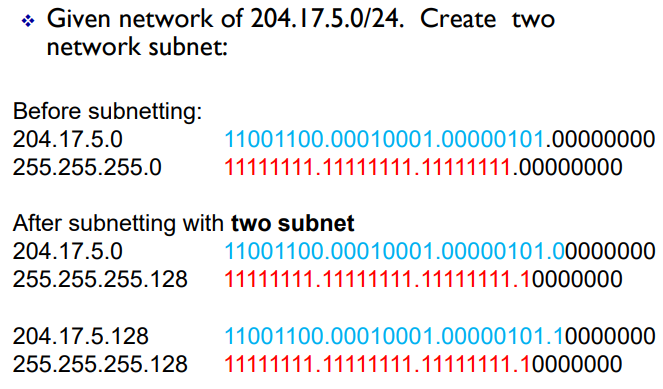 ❖ Given network of 204.17.5.0/24. Create two
network subnet:
Before subnetting:
204.17.5.0 11001100.00010001.00000101.00000000
255.255.255.0 11111111.11111111.11111111.00000000
After subnetting with two subnet
204.17.5.0 11001100.00010001.00000101.00000000
255.255.255.128 11111111.11111111.11111111.10000000
204.17.5.128 11001100.00010001.00000101.10000000
255.255.255.128 11111111.11111111.11111111.10000000